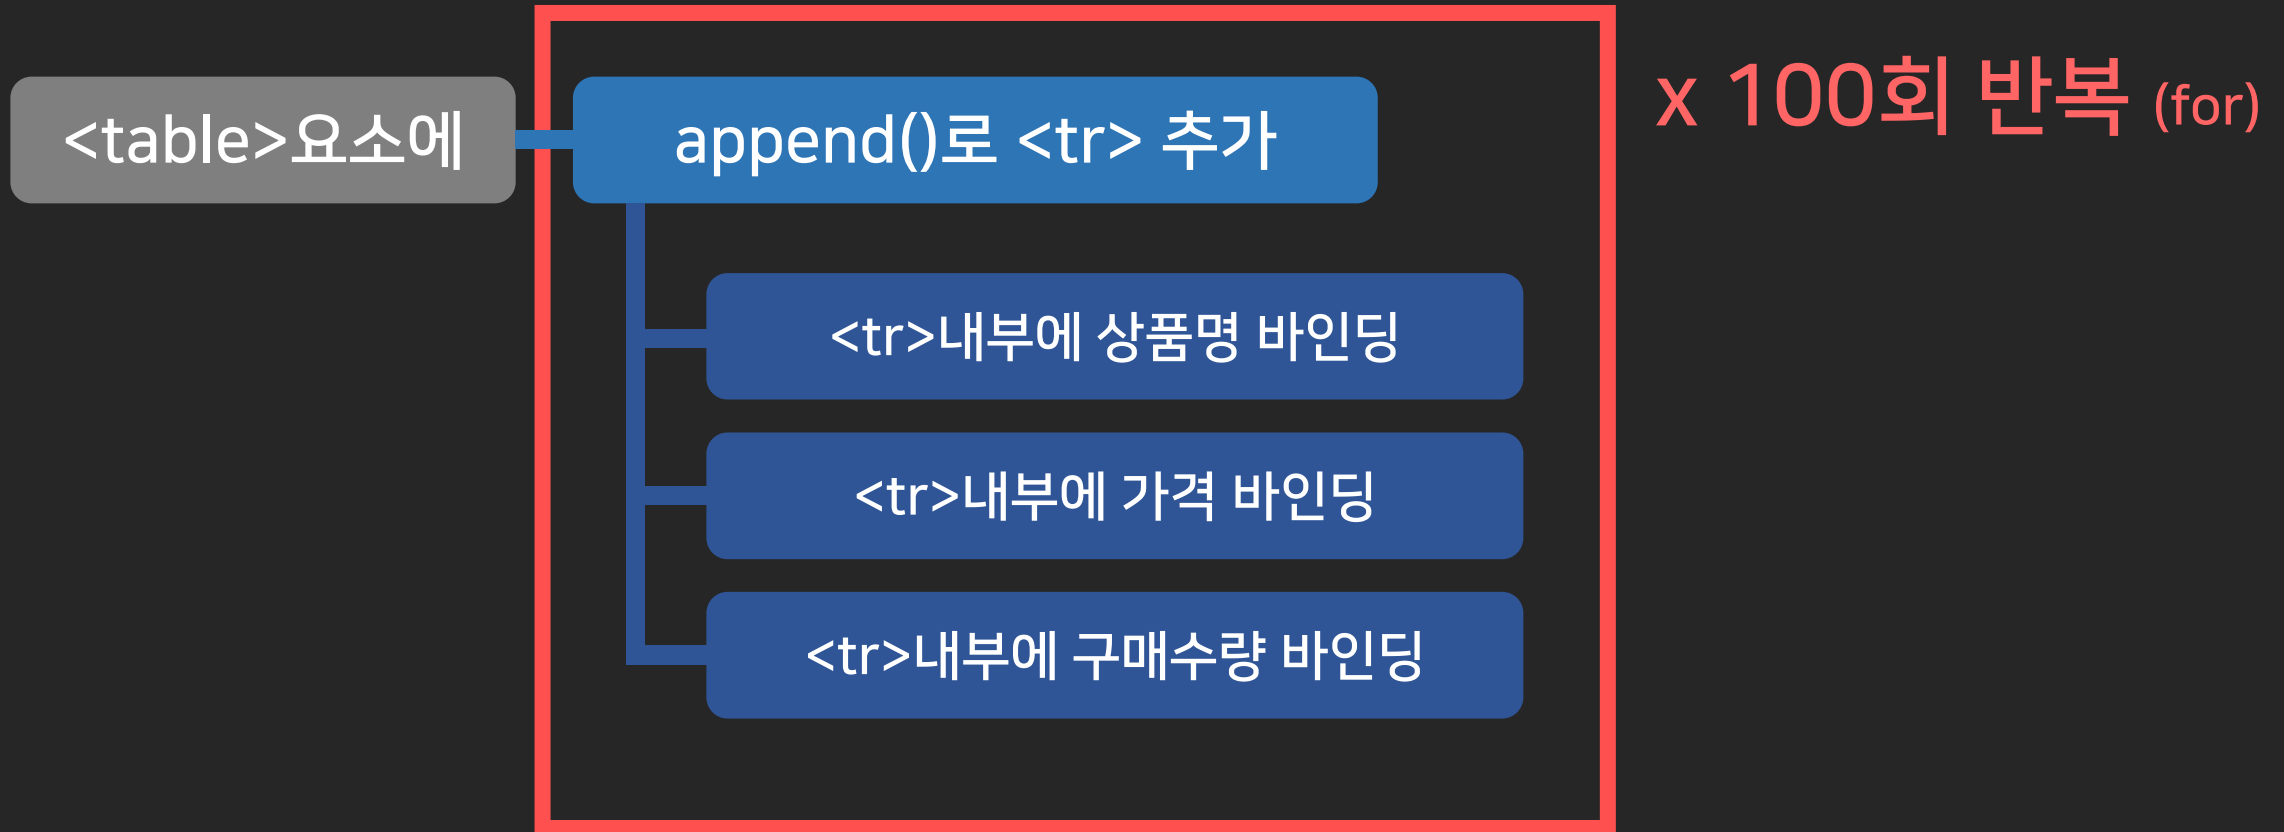 <table>요소에
append()로 <tr> 추가
x 100회 반복 (for)
<tr>내부에 상품명 바인딩
<tr>내부에 가격 바인딩
<tr>내부에 구매수량 바인딩